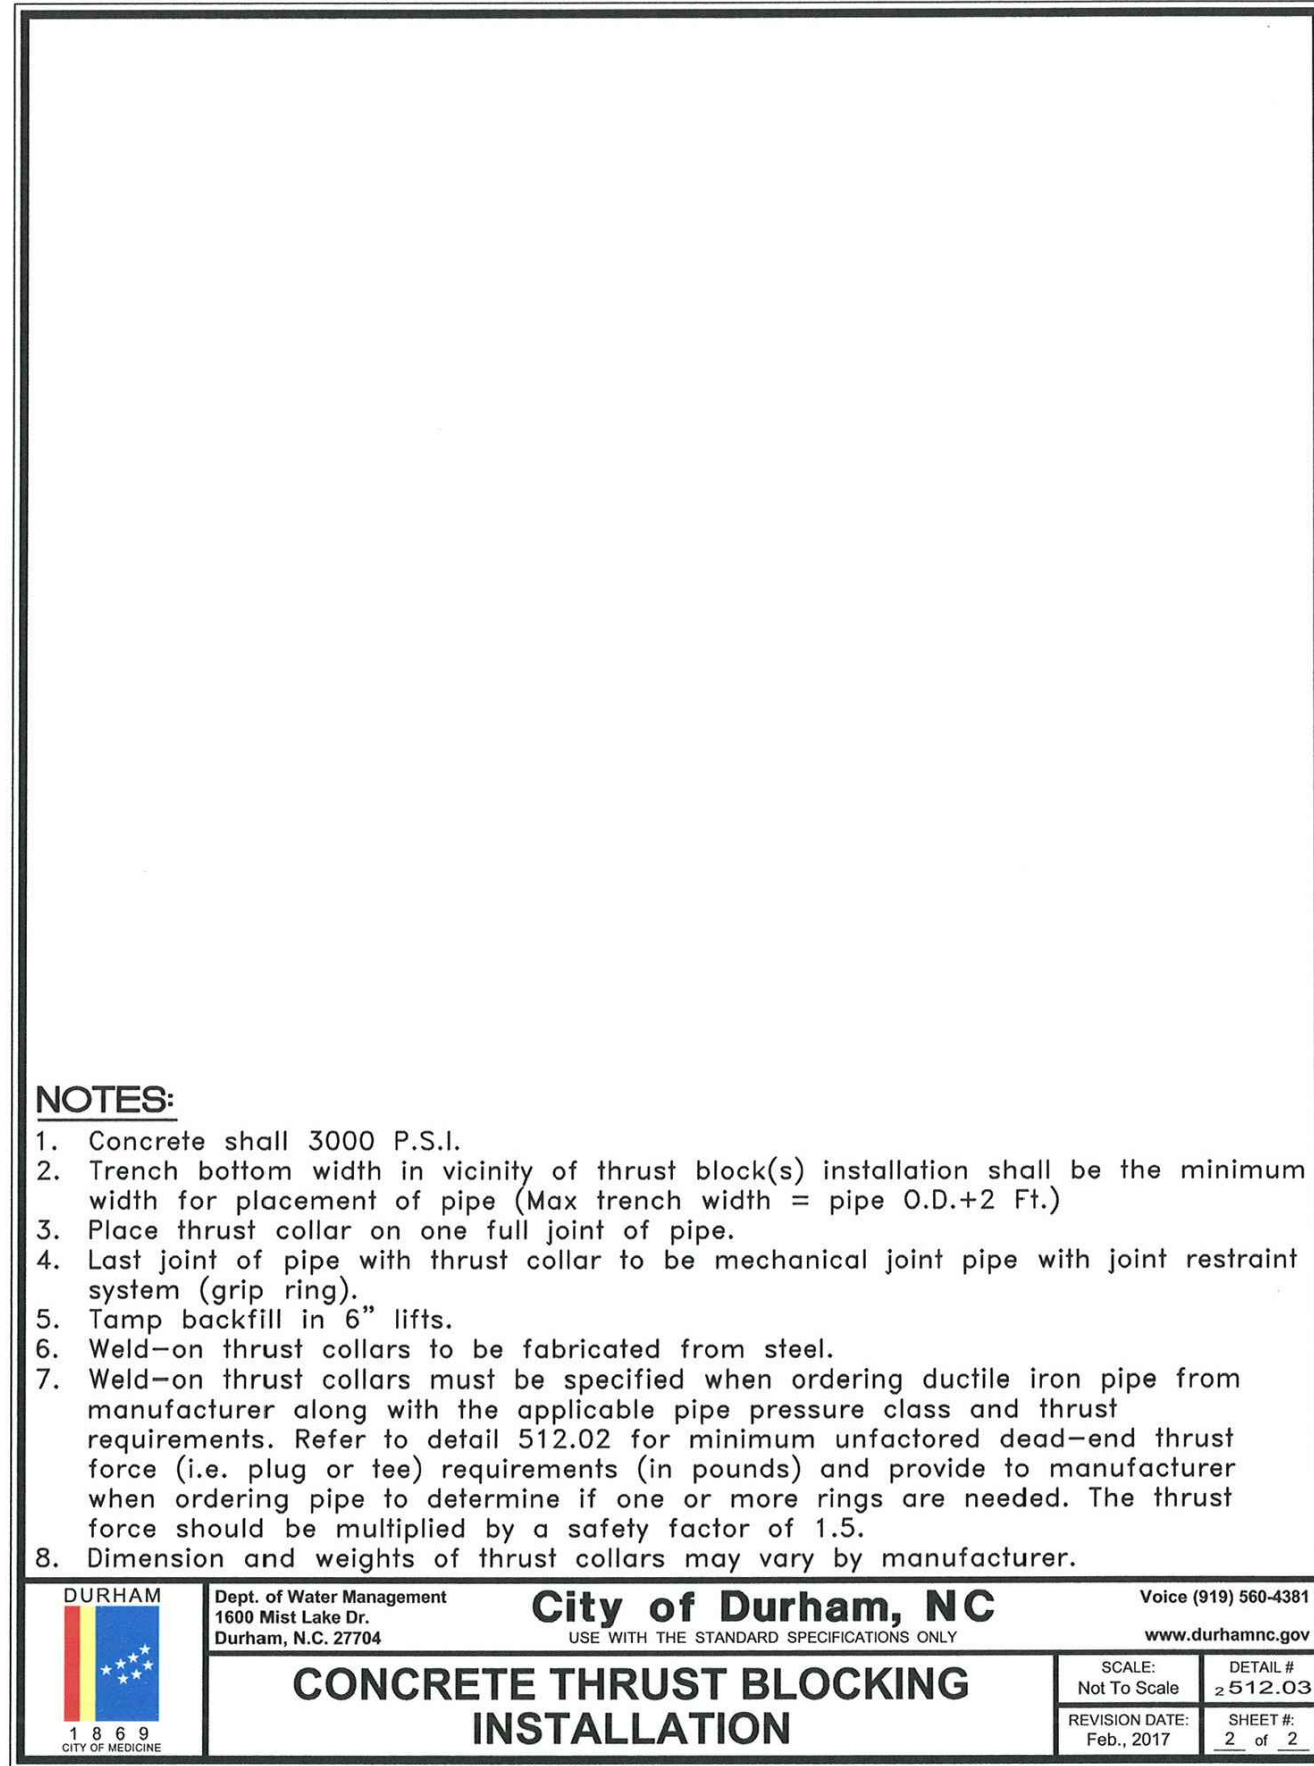 NOTES:
1. Concrete shall 3000 P.S.I.
2. Trench bottom width in vicinity of thrust block(s) installation shall be the minimum
width for placement of pipe (Max trench width = pipe O.D.+2 Ft.)
3. Place thrust collar on one full joint of pipe.
4. Last joint of pipe with thrust collar to be mechanical joint pipe with joint restraint
system (grip ring).
5. Tamp backfill in 6" lifts.
6. Weld-on thrust collars to be fabricated from steel.
7. Weld-on thrust collars must be specified when ordering ductile iron pipe from
manufacturer along with the applicable pipe pressure class and thrust
requirements. Refer to detail 512.02 for minimum unfactored dead-end thrust
force (i.e. plug or tee) requirements (in pounds) and provide to manufacturer
when ordering pipe to determine if one or more rings are needed. The thrust
force should be multiplied by a safety factor of 1.5.
8. Dimension and weights of thrust collars may vary by manufacturer.
DURHAM
1 8 6 9
CITY OF MEDICINE
Dept. of Water Management
1600 Mist Lake Dr.
Durham, N.C. 27704
City of Durham, NC
USE WITH THE STANDARD SPECIFICATIONS ONLY
Voice (919) 560-4381
www.durhamnc.gov
CONCRETE THRUST BLOCKING
INSTALLATION
SCALE:
Not To Scale
DETAIL #
2 512.03
REVISION DATE:
Feb., 2017
SHEET #:
2 of 2